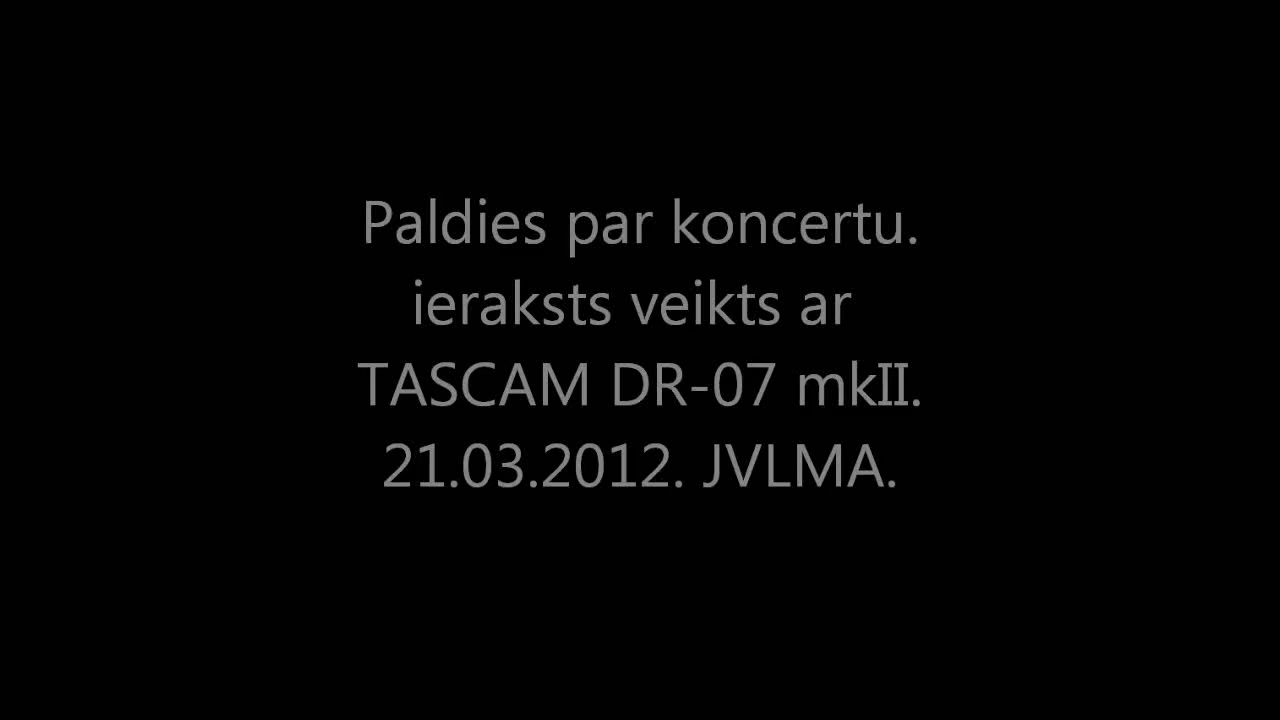 Paldies par koncertu.
ieraksts veikts ar
TASCAM DR-07 mkII.
21.03.2012. JVLMA.